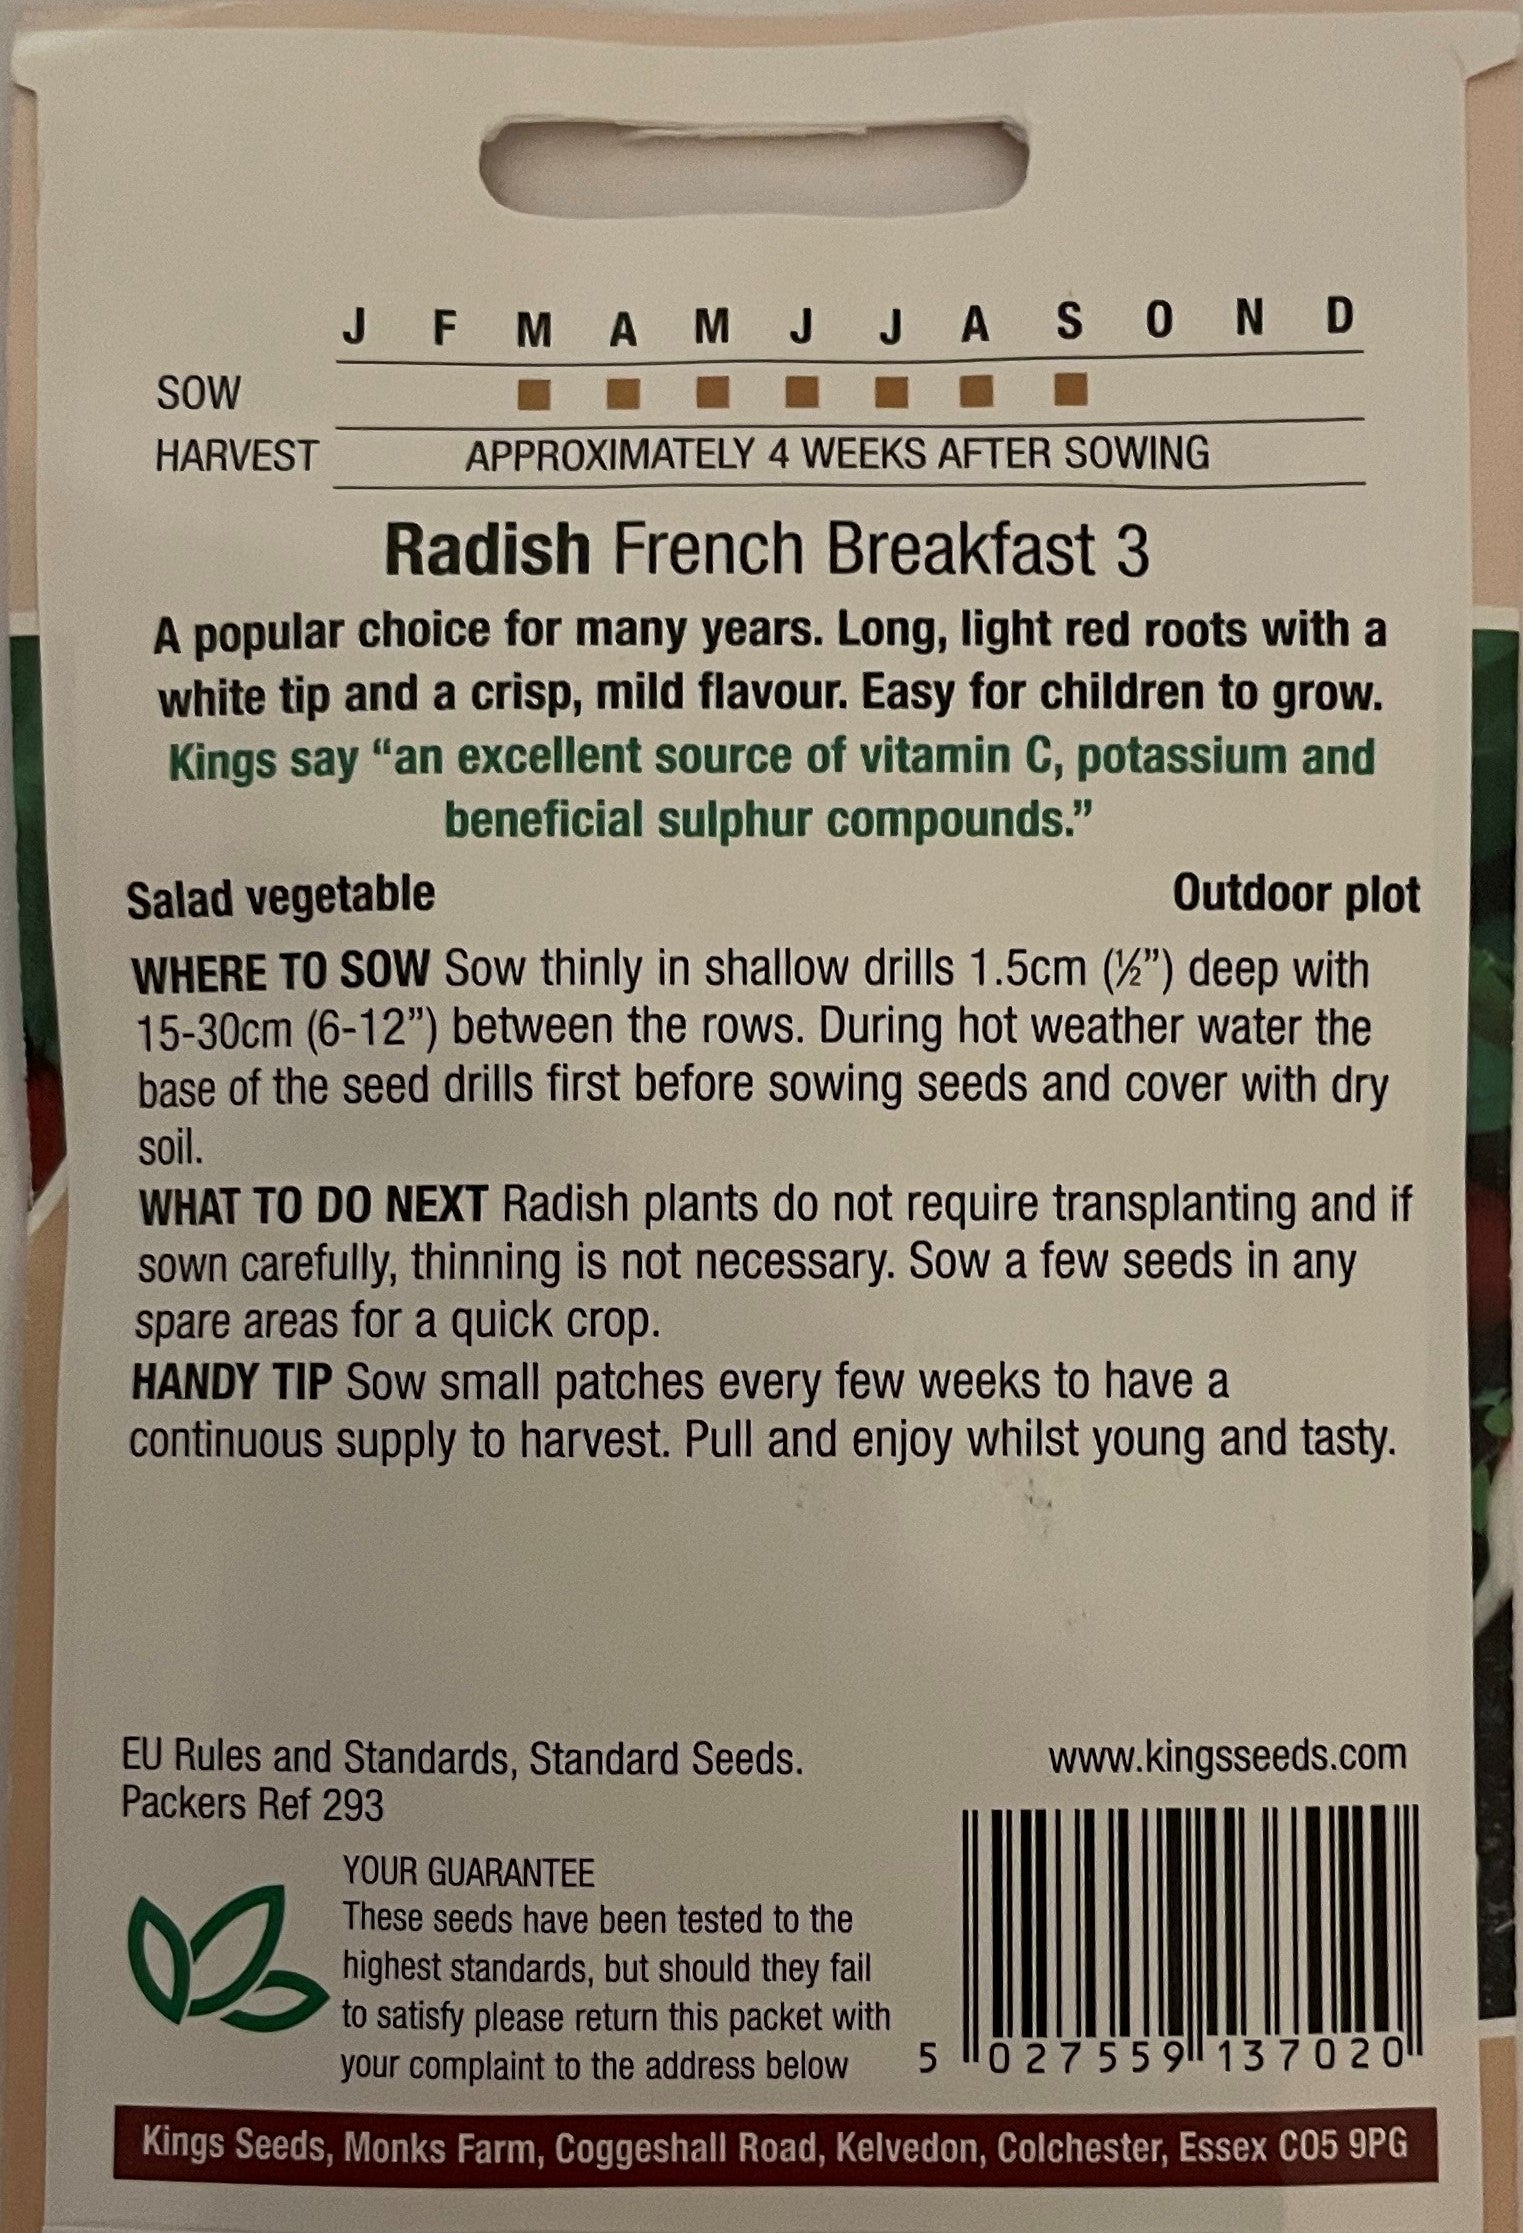 J F M A M J J A S O N D
SOW
HARVEST APPROXIMATELY 4 WEEKS AFTER SOWING
Radish French Breakfast 3
A popular choice for many years. Long, light red roots with a
white tip and a crisp, mild flavour. Easy for children to grow.
Kings say “an excellent source of vitamin C, potassium and
beneficial sulphur compounds.”
Salad vegetable Outdoor plot
WHERE TO SOW Sow thinly in shallow drills 1.5cm (½”) deep with
15-30cm (6-12”) between the rows. During hot weather water the
base of the seed drills first before sowing seeds and cover with dry
soil.
WHAT TO DO NEXT Radish plants do not require transplanting and if
sown carefully, thinning is not necessary. Sow a few seeds in any
spare areas for a quick crop.
HANDY TIP Sow small patches every few weeks to have a
continuous supply to harvest. Pull and enjoy whilst young and tasty.
EU Rules and Standards, Standard Seeds.
Packers Ref 293
www.kingsseeds.com
YOUR GUARANTEE
These seeds have been tested to the
highest standards, but should they fail
to satisfy please return this packet with
your complaint to the address below
5 027559 137020
Kings Seeds, Monks Farm, Coggeshall Road, Kelvedon, Colchester, Essex CO5 9PG